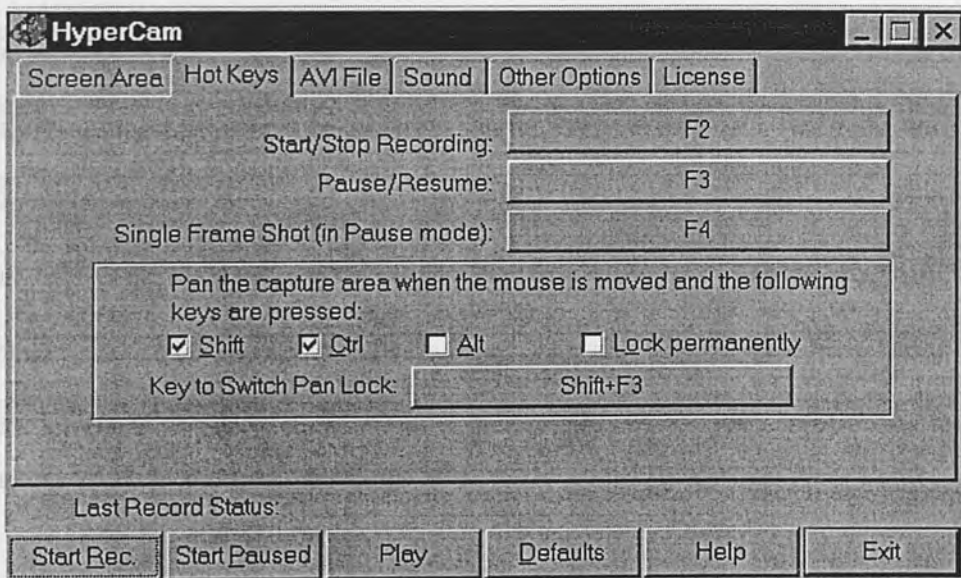 HyperCam
Screen Area Hot Keys AVI File Sound Other Options License
Start/Stop Recording: F2
Pause/Resume: F3
Single Frame Shot (in Pause mode): F4
Pan the capture area when the mouse is moved and the following
keys are pressed:
Shift Ctrl Alt Lock permanently
Key to Switch Pan Lock: Shift+F3
Last Record Status:
Start Rec. Start Paused Play Defaults Help Exit